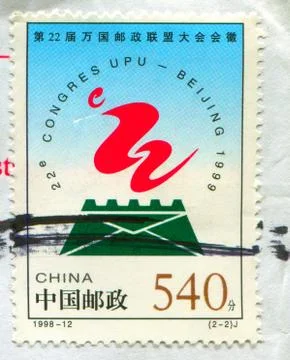 第22届万国邮政联盟大会会徽
22e CONGRES UPU - BEIJING 1999
CHINA
中国邮政
540分
1998-12
(2-2)J